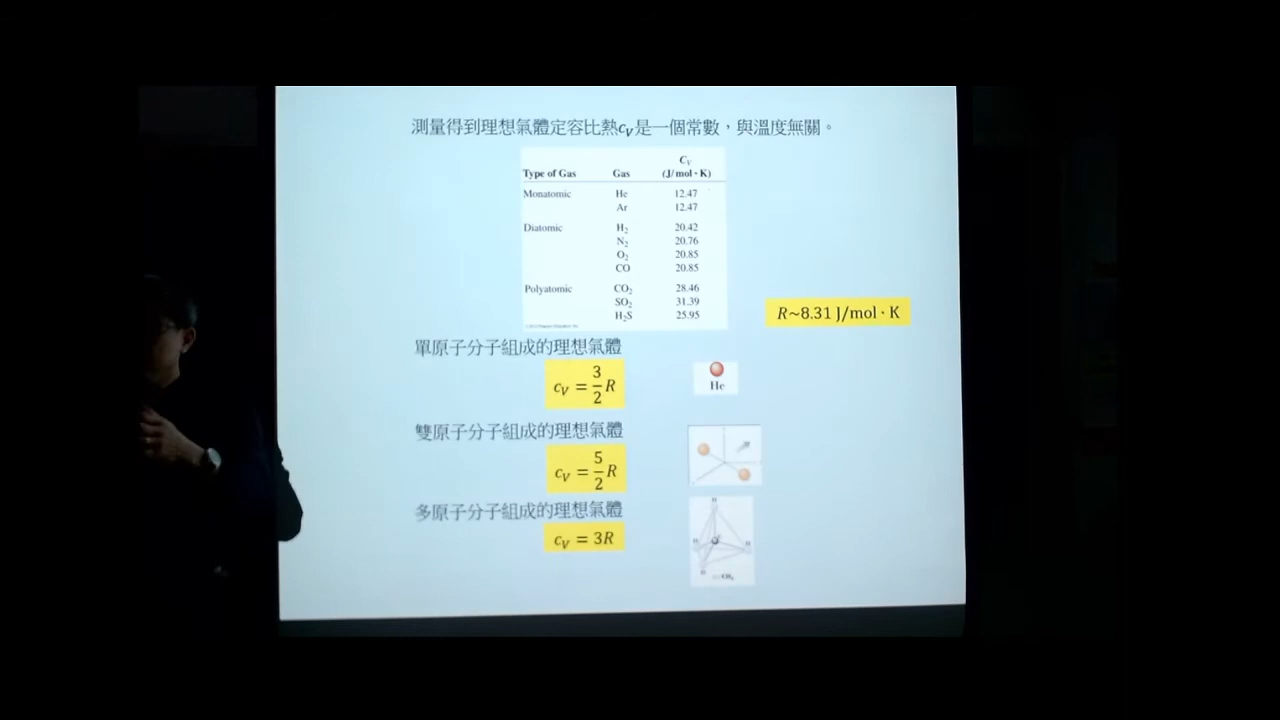 測量得到理想氣體定容比熱c_V是一個常數,與溫度無關。
Type of Gas Gas C_V (J/mol · K)
Monatomic He 12.47
Ar 12.47
Diatomic H₂ 20.42
N₂ 20.76
O₂ 20.85
CO 20.85
Polyatomic CO₂ 28.46
SO₂ 31.39
H₂S 25.95
R~8.31 J/mol · K
單原子分子組成的理想氣體
c_V = 3/2 R
He
雙原子分子組成的理想氣體
c_V = 5/2 R
多原子分子組成的理想氣體
c_V = 3R